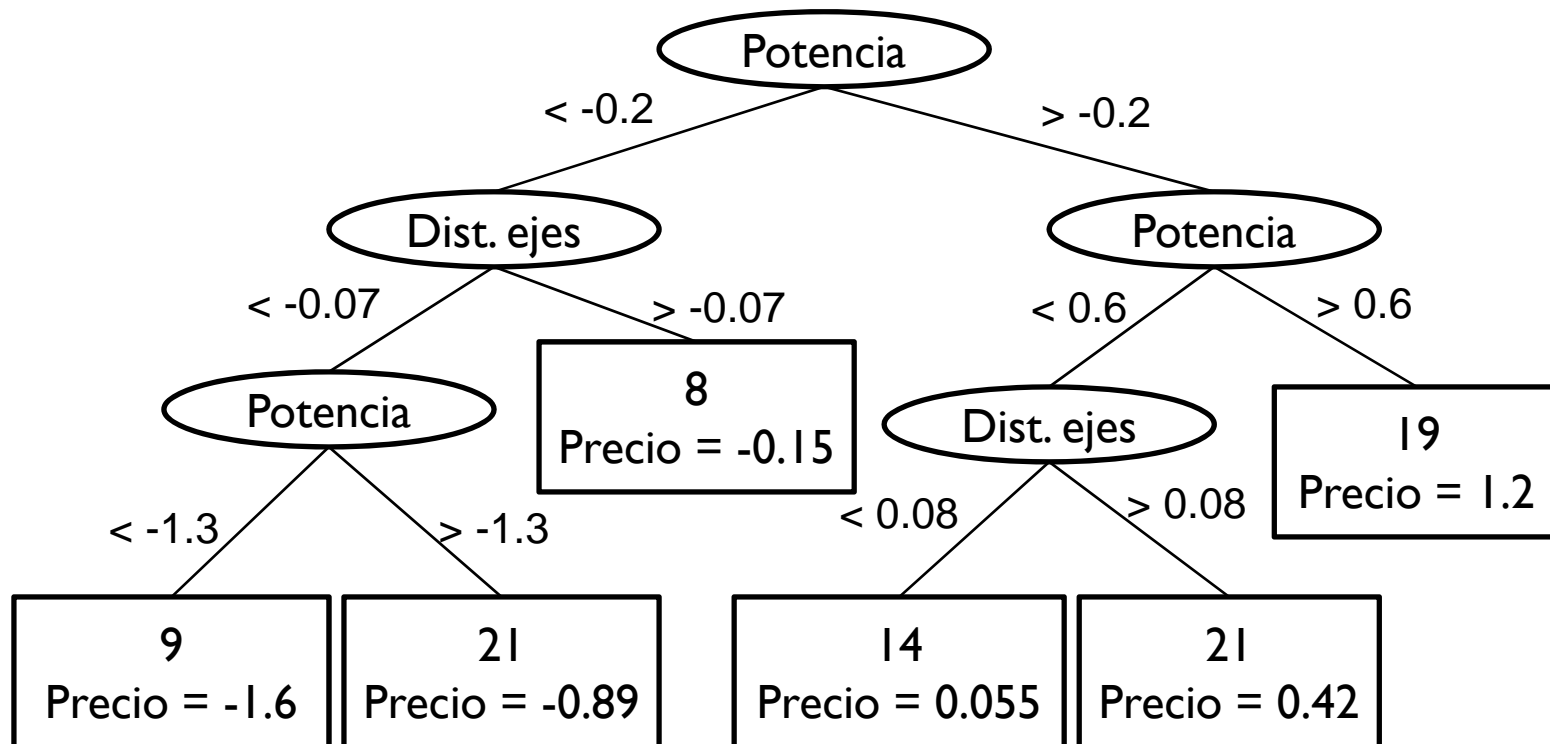 Potencia
< -0.2
> -0.2
Dist. ejes
Potencia
< -0.07
> -0.07
< 0.6
> 0.6
Potencia
8
Precio = -0.15
Dist. ejes
19
Precio = 1.2
< -1.3
> -1.3
< 0.08
> 0.08
9
Precio = -1.6
21
Precio = -0.89
14
Precio = 0.055
21
Precio = 0.42